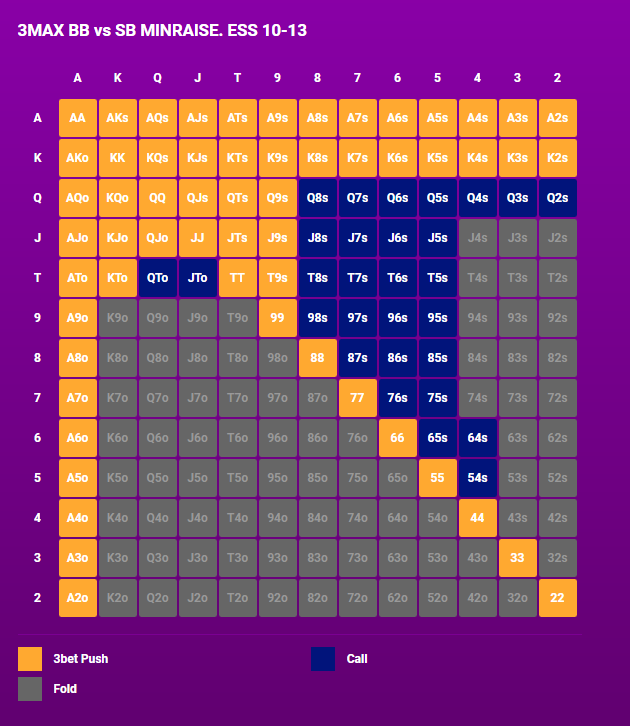 3MAX BB vs SB MINRAISE. ESS 10-13
A K Q J T 9 8 7 6 5 4 3 2
A AA AKs AQs AJs ATs A9s A8s A7s A6s A5s A4s A3s A2s
K AKo KK KQs KJs KTs K9s K8s K7s K6s K5s K4s K3s K2s
Q AQo KQo QQ QJs QTs Q9s Q8s Q7s Q6s Q5s Q4s Q3s Q2s
J AJo KJo QJo JJ JTs J9s J8s J7s J6s J5s J4s J3s J2s
T ATo KTo QTo JTo TT T9s T8s T7s T6s T5s T4s T3s T2s
9 A9o K9o Q9o J9o T9o 99 98s 97s 96s 95s 94s 93s 92s
8 A8o K8o Q8o J8o T8o 98o 88 87s 86s 85s 84s 83s 82s
7 A7o K7o Q7o J7o T7o 97o 87o 77 76s 75s 74s 73s 72s
6 A6o K6o Q6o J6o T6o 96o 86o 76o 66 65s 64s 63s 62s
5 A5o K5o Q5o J5o T5o 95o 85o 75o 65o 55 54s 53s 52s
4 A4o K4o Q4o J4o T4o 94o 84o 74o 64o 54o 44 43s 42s
3 A3o K3o Q3o J3o T3o 93o 83o 73o 63o 53o 43o 33 32s
2 A2o K2o Q2o J2o T2o 92o 82o 72o 62o 52o 42o 32o 22
3bet Push Call
Fold